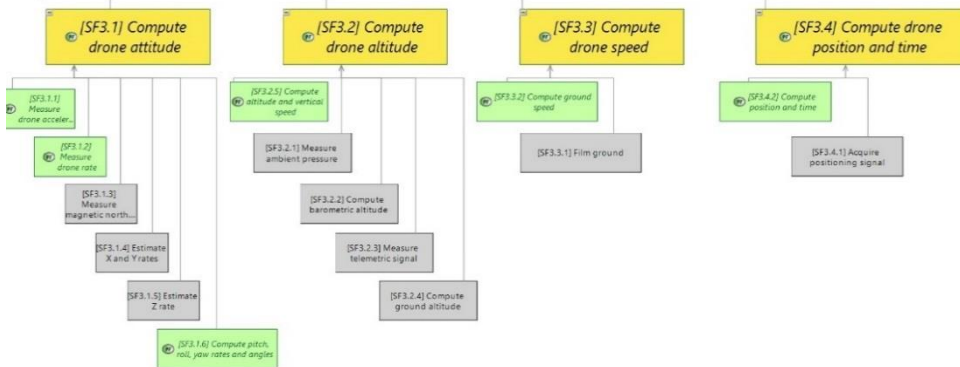 [SF3.1] Compute
drone attitude
[SF3.2] Compute
drone altitude
[SF3.3] Compute
drone speed
[SF3.4] Compute drone
position and time
[SF3.1.1]
Measure
drone acceler...
[SF3.1.2]
Measure
drone rate
[SF3.1.3]
Measure
magnetic north...
[SF3.1.4] Estimate
X and Y rates
[SF3.1.5] Estimate
Z rate
[SF3.1.6] Compute pitch,
roll, yaw rates and angles
[SF3.2.5] Compute
altitude and vertical
speed
[SF3.2.1] Measure
ambient pressure
[SF3.2.2] Compute
barometric altitude
[SF3.2.3] Measure
telemetric signal
[SF3.2.4] Compute
ground altitude
[SF3.3.2] Compute ground
speed
[SF3.3.1] Film ground
[SF3.4.2] Compute
position and time
[SF3.4.1] Acquire
positioning signal